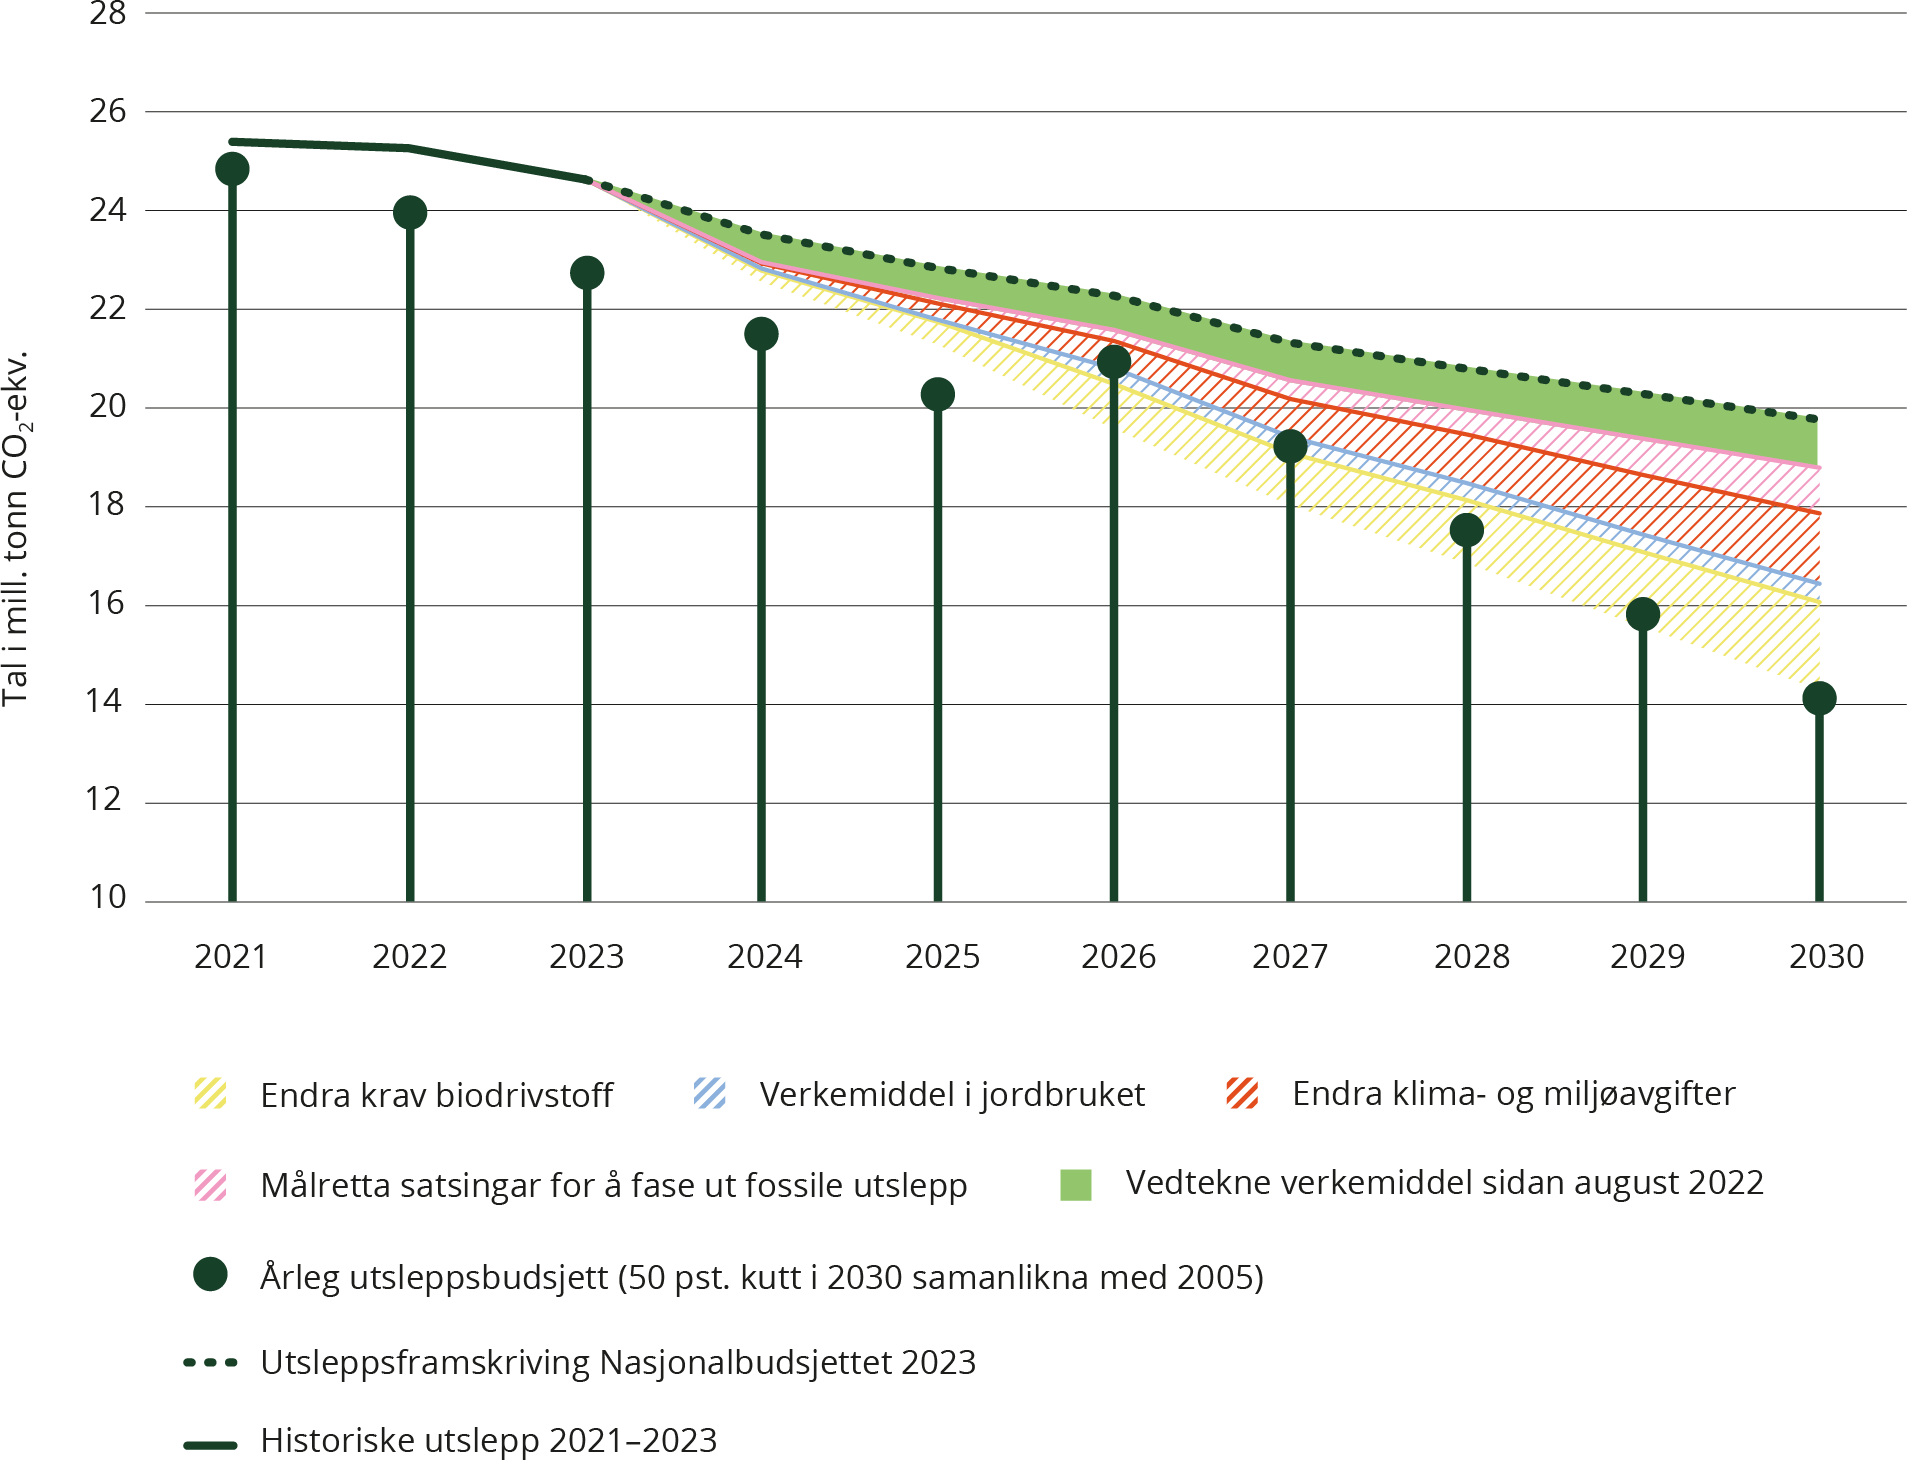 28
26
24
22
20
18
16
14
12
10
Tal i mill. tonn CO₂-ekv.
2021 2022 2023 2024 2025 2026 2027 2028 2029 2030
Endra krav biodrivstoff Verkemiddel i jordbruket Endra klima- og miljøavgifter
Målretta satsingar for å fase ut fossile utslepp Vedtekne verkemiddel sidan august 2022
Årleg utsleppsbudsjett (50 pst. kutt i 2030 samanlikna med 2005)
Utsleppsframskriving Nasjonalbudsjettet 2023
Historiske utslepp 2021–2023